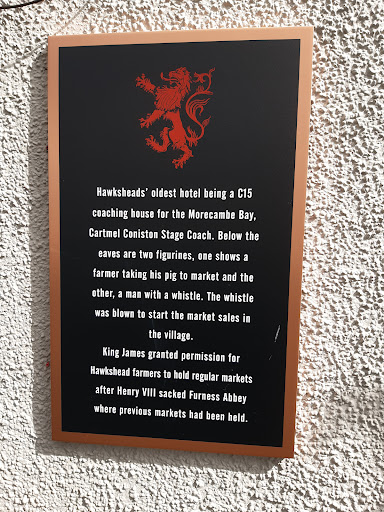 Hawksheads' oldest hotel being a C15
coaching house for the Morecambe Bay,
Cartmel Coniston Stage Coach. Below the
eaves are two figurines, one shows a
farmer taking his pig to market and the
other, a man with a whistle. The whistle
was blown to start the market sales in
the village.
King James granted permission for
Hawkshead farmers to hold regular markets
after Henry VIII sacked Furness Abbey
where previous markets had been held.